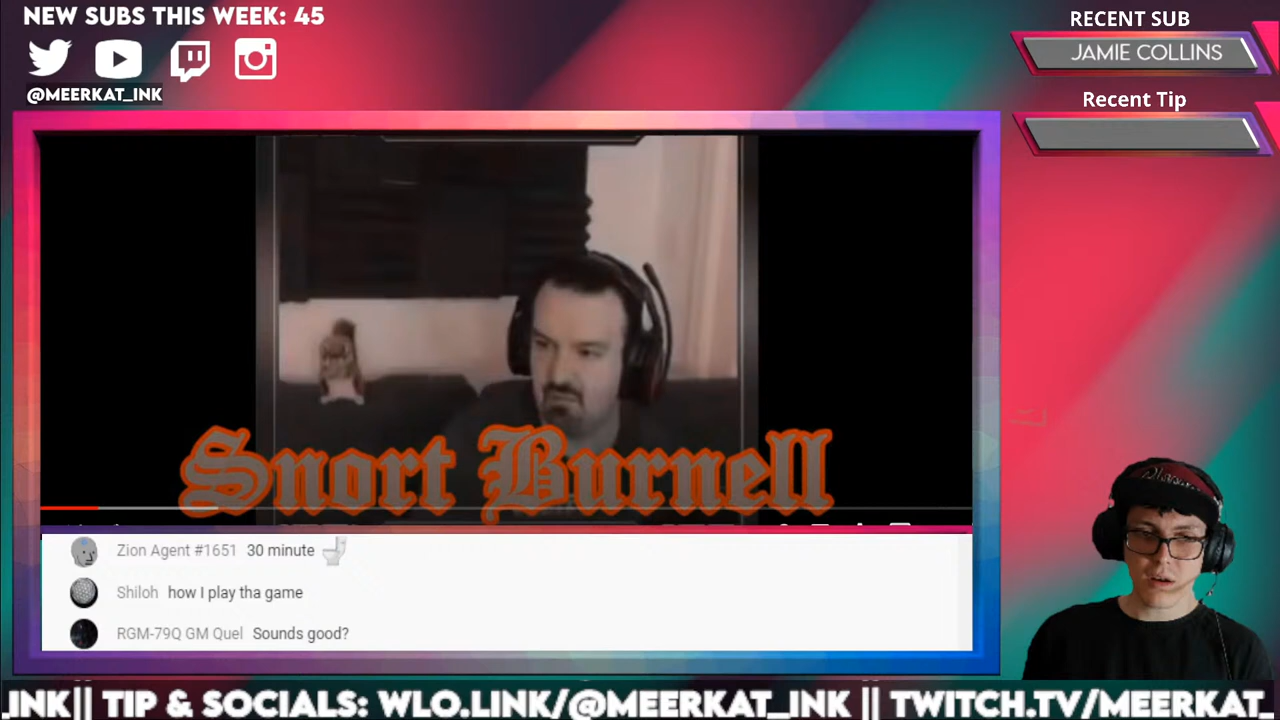 NEW SUBS THIS WEEK: 45
@MEERKAT_INK
RECENT SUB
JAMIE COLLINS
Recent Tip
Snort Burnell
Zion Agent #1651 30 minute
Shiloh how I play tha game
RGM-79Q GM Quel Sounds good?
_INK|| TIP & SOCIALS: WLO.LINK/@MEERKAT_INK || TWITCH.TV/MEERKAT_